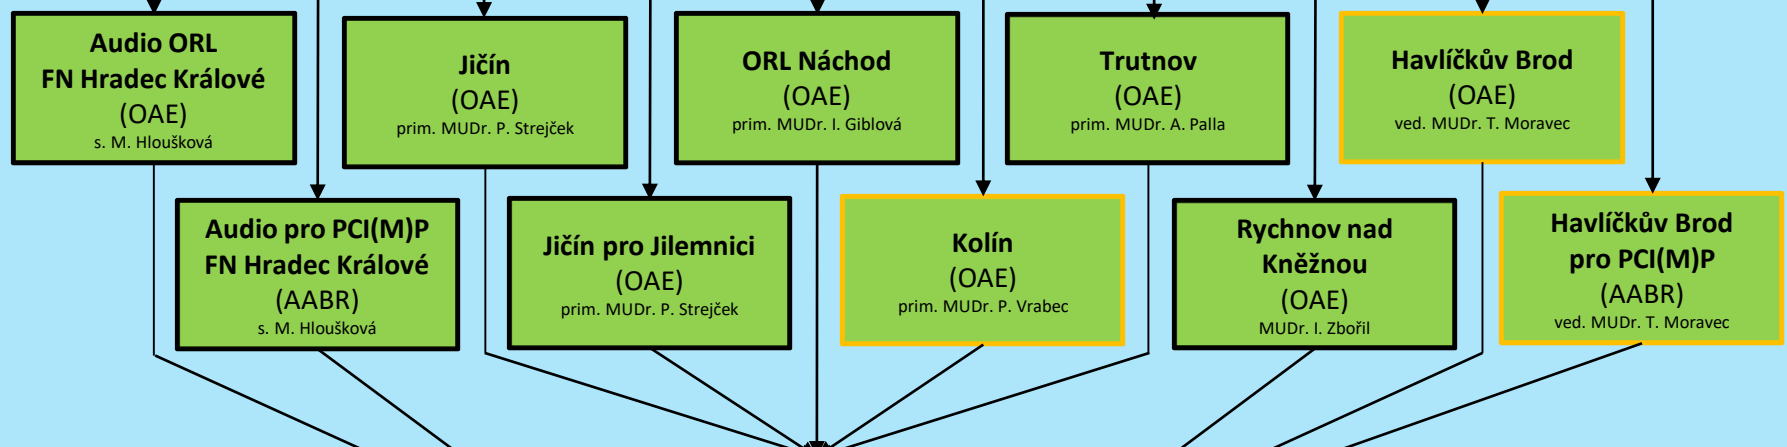 Audio ORL
FN Hradec Králové
(OAE)
s. M. Hloušková
Jičín
(OAE)
prim. MUDr. P. Strejček
ORL Náchod
(OAE)
prim. MUDr. I. Giblová
Trutnov
(OAE)
prim. MUDr. A. Palla
Havlíčkův Brod
(OAE)
ved. MUDr. T. Moravec
Audio pro PCI(M)P
FN Hradec Králové
(AABR)
s. M. Hloušková
Jičín pro Jilemnici
(OAE)
prim. MUDr. P. Strejček
Kolín
(OAE)
prim. MUDr. P. Vrabec
Rychnov nad
Kněžnou
(OAE)
MUDr. I. Zbořil
Havlíčkův Brod
pro PCI(M)P
(AABR)
ved. MUDr. T. Moravec